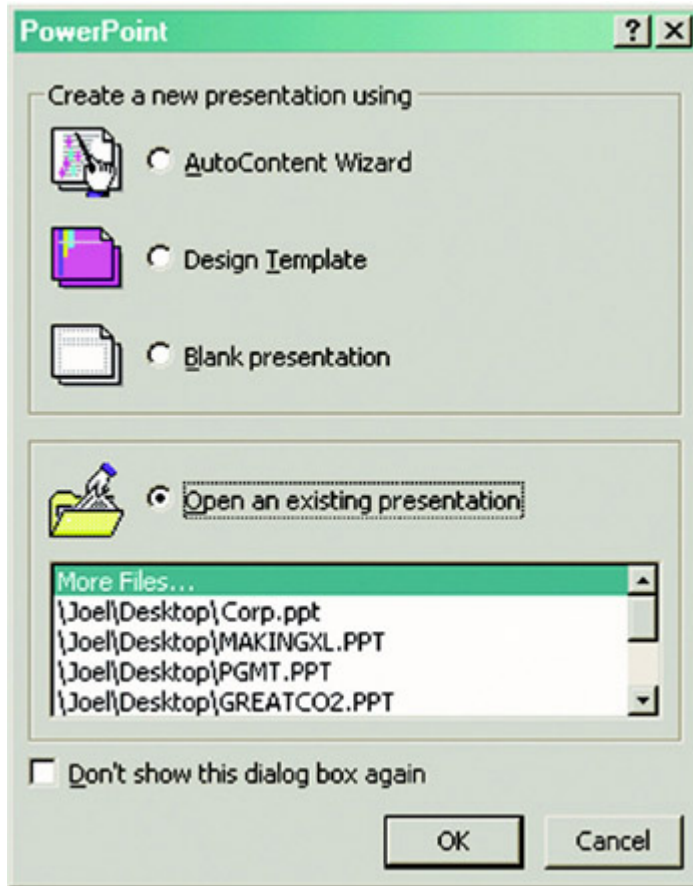 PowerPoint
Create a new presentation using
AutoContent Wizard
Design Template
Blank presentation
Open an existing presentation
More Files...
\Joel\Desktop\Corp.ppt
\Joel\Desktop\MAKINGXL.PPT
\Joel\Desktop\PGMT.PPT
\Joel\Desktop\GREATCO2.PPT
Don't show this dialog box again
OK Cancel